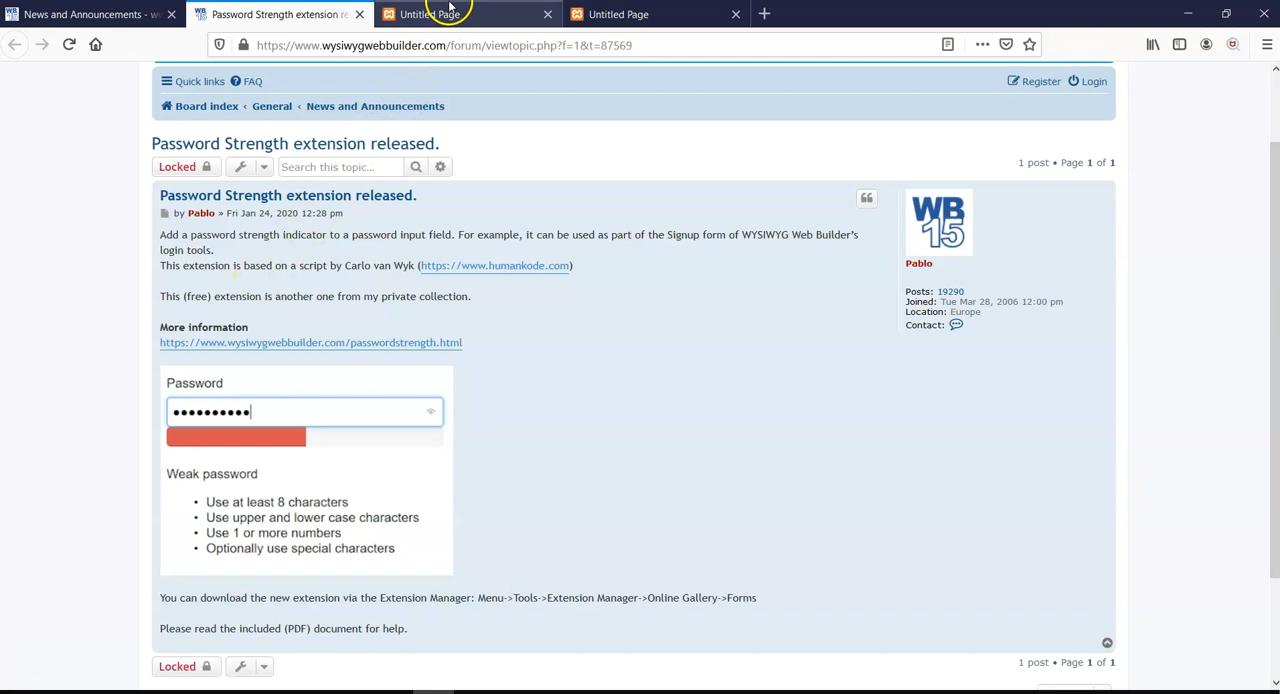 WB 15 News and Announcements - w
WB 15 Password Strength extension re
Untitled Page
Untitled Page
https://www.wysiwygwebbuilder.com/forum/viewtopic.php?f=1&t=87569
Quick links FAQ
Register Login
Board index ‹ General ‹ News and Announcements
Password Strength extension released.
Locked
Search this topic...
1 post • Page 1 of 1
Password Strength extension released.
by Pablo » Fri Jan 24, 2020 12:28 pm
Add a password strength indicator to a password input field. For example, it can be used as part of the Signup form of WYSIWYG Web Builder's
login tools.
This extension is based on a script by Carlo van Wyk (https://www.humankode.com)
This (free) extension is another one from my private collection.
More information
https://www.wysiwygwebbuilder.com/passwordstrength.html
Password
Weak password
• Use at least 8 characters
• Use upper and lower case characters
• Use 1 or more numbers
• Optionally use special characters
You can download the new extension via the Extension Manager: Menu->Tools->Extension Manager->Online Gallery->Forms
Please read the included (PDF) document for help.
WB
15
Pablo
Posts: 19290
Joined: Tue Mar 28, 2006 12:00 pm
Location: Europe
Contact:
Locked
1 post • Page 1 of 1